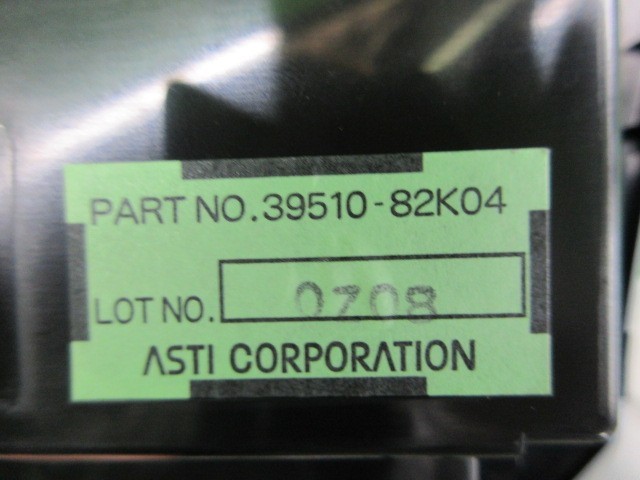 PART NO. 39510-82K04
LOT NO. 0708
ASTI CORPORATION